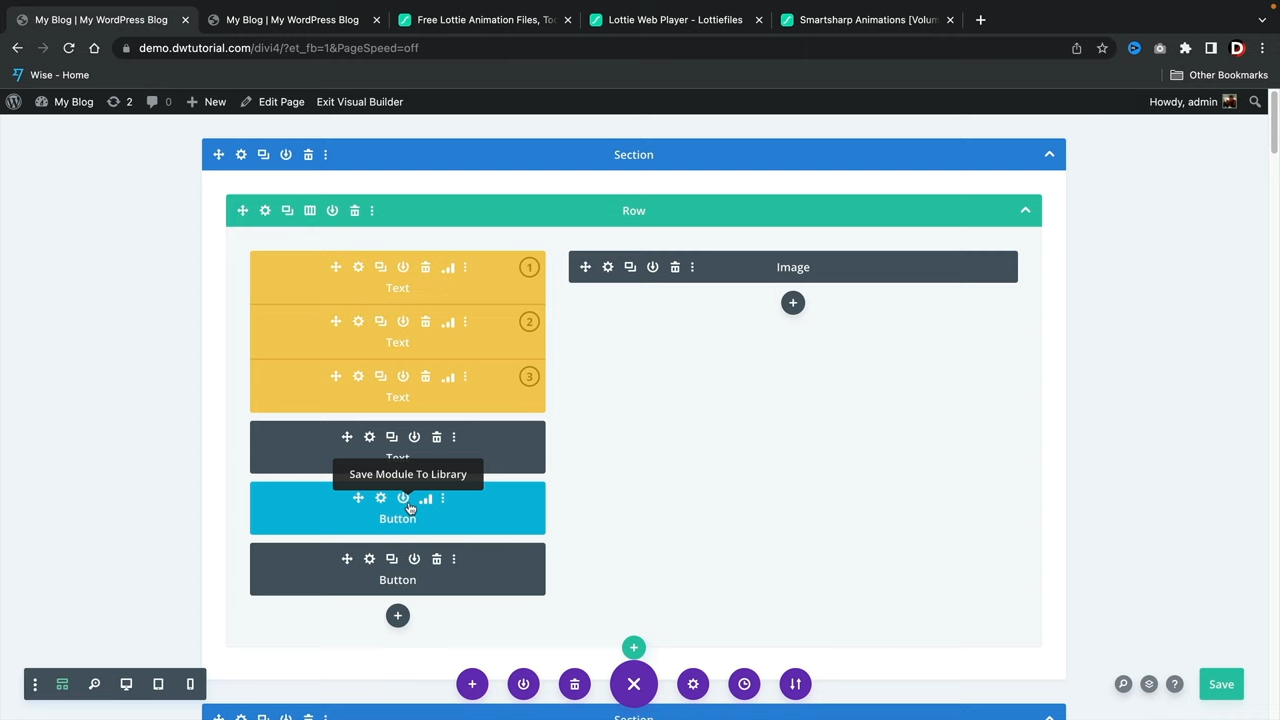 My Blog | My WordPress Blog
My Blog | My WordPress Blog
Free Lottie Animation Files, Too
Lottie Web Player - Lottiefiles
Smartsharp Animations [Volum
demo.dwtutorial.com/divi4/?et_fb=1&PageSpeed=off
Wise - Home
Other Bookmarks
My Blog
2
0
New
Edit Page
Exit Visual Builder
Howdy, admin
Section
Row
1
Text
2
Text
3
Text
Image
Text
Save Module To Library
Button
Button
Save
Section